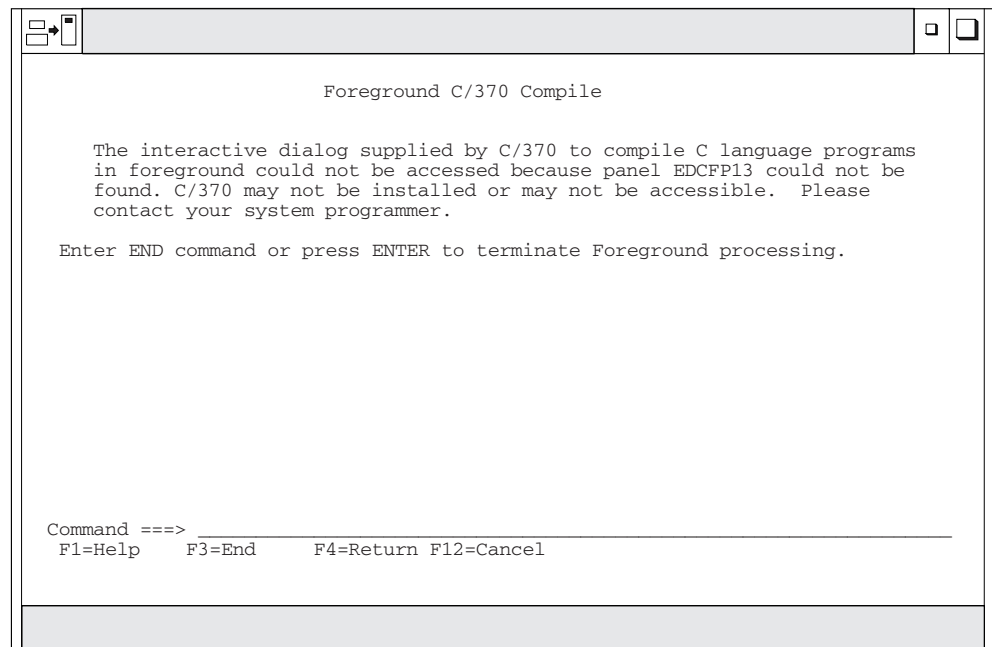 Foreground C/370 Compile
The interactive dialog supplied by C/370 to compile C language programs
in foreground could not be accessed because panel EDCFP13 could not be
found. C/370 may not be installed or may not be accessible.  Please
contact your system programmer.
Enter END command or press ENTER to terminate Foreground processing.
Command ===> _______________________________________________
F1=Help    F3=End     F4=Return F12=Cancel